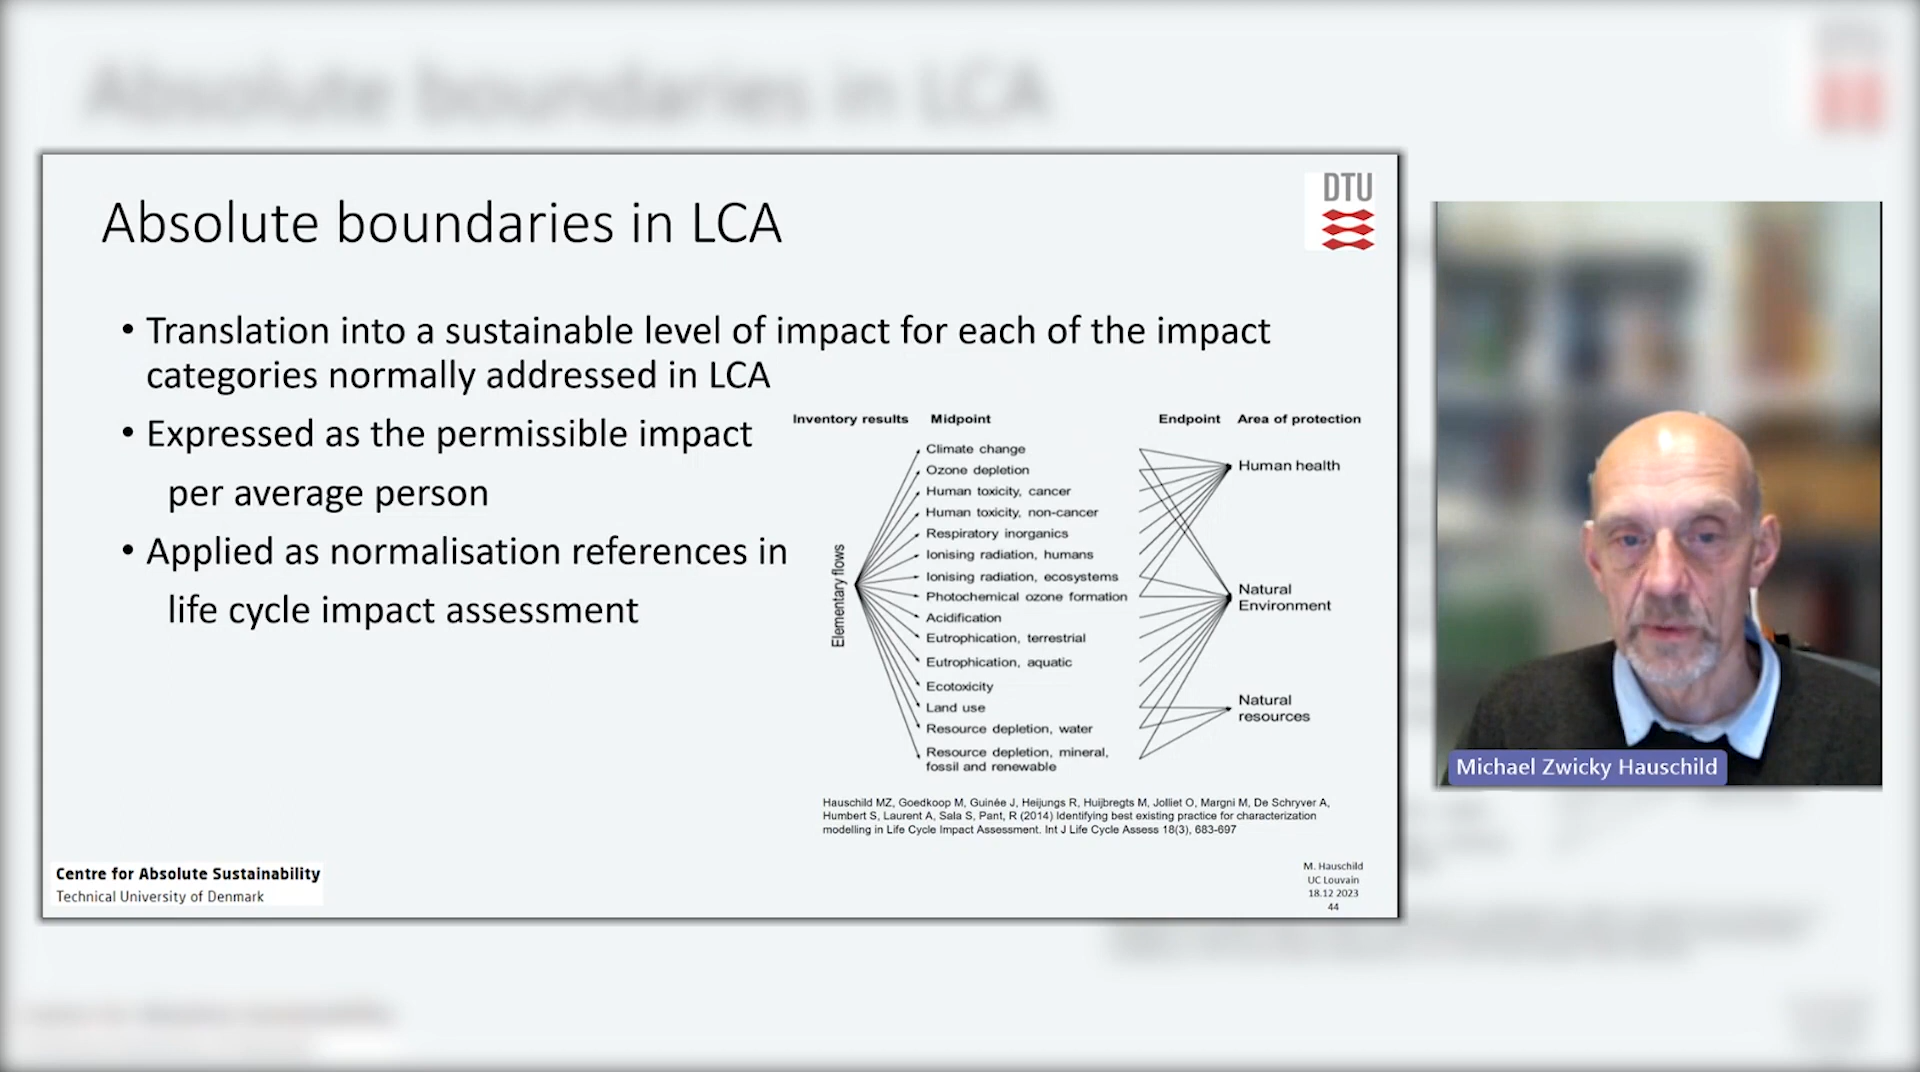 Absolute boundaries in LCA
DTU
• Translation into a sustainable level of impact for each of the impact
categories normally addressed in LCA
• Expressed as the permissible impact
per average person
• Applied as normalisation references in
life cycle impact assessment
Inventory results Midpoint Endpoint Area of protection
Elementary flows
Climate change
Ozone depletion
Human toxicity, cancer
Human toxicity, non-cancer
Respiratory inorganics
Ionising radiation, humans
Ionising radiation, ecosystems
Photochemical ozone formation
Acidification
Eutrophication, terrestrial
Eutrophication, aquatic
Ecotoxicity
Land use
Resource depletion, water
Resource depletion, mineral,
fossil and renewable
Human health
Natural
Environment
Natural
resources
Hauschild MZ, Goedkoop M, Guinée J, Heijungs R, Huijbregts M, Jolliet O, Margni M, De Schryver A,
Humbert S, Laurent A, Sala S, Pant, R (2014) Identifying best existing practice for characterization
modelling in Life Cycle Impact Assessment. Int J Life Cycle Assess 18(3), 683-697
Centre for Absolute Sustainability
Technical University of Denmark
M. Hauschild
UC Louvain
18.12 2023
44
Michael Zwicky Hauschild